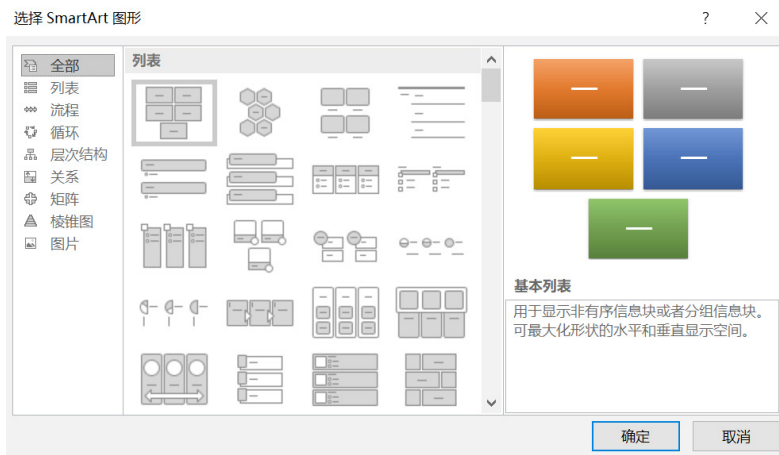 选择 SmartArt 图形
? ×
全部
列表
流程
循环
层次结构
关系
矩阵
棱锥图
图片
列表
基本列表
用于显示非有序信息块或者分组信息块。
可最大化形状的水平和垂直显示空间。
确定
取消